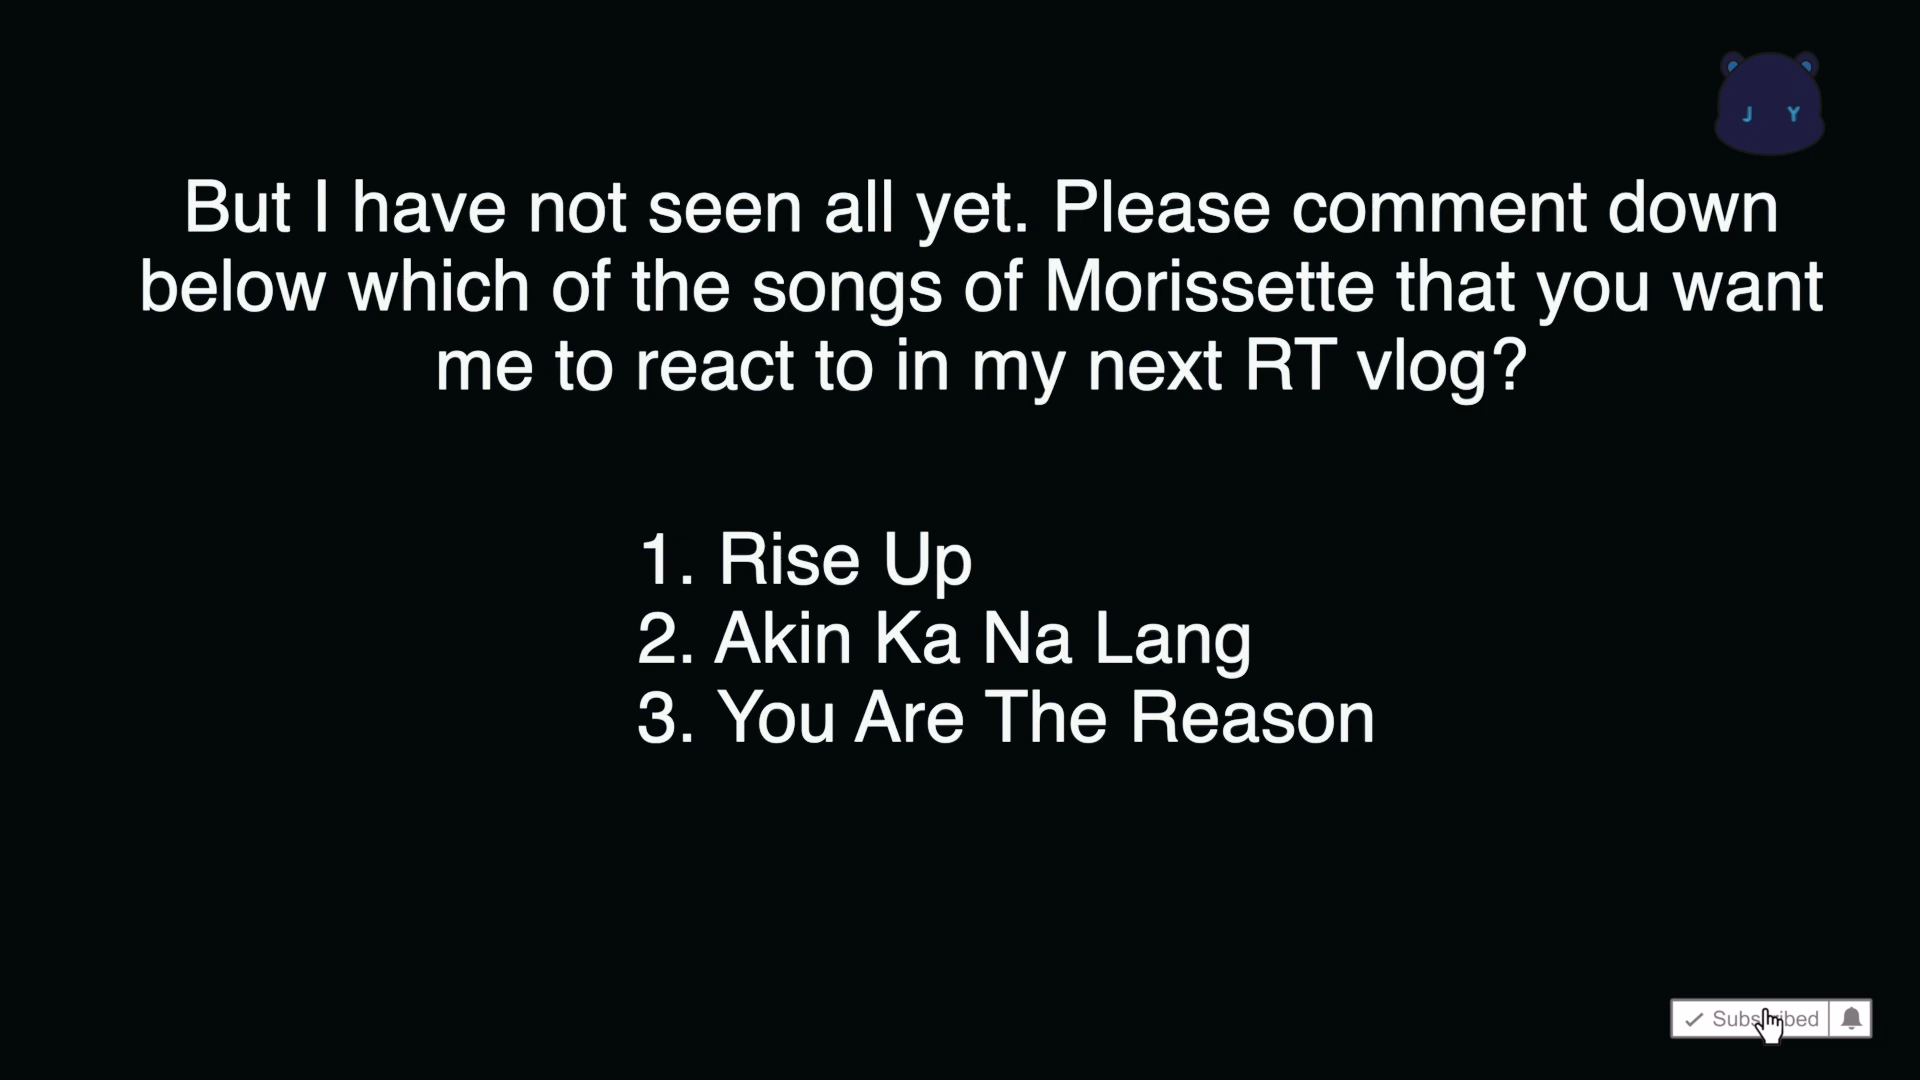 J Y
But I have not seen all yet. Please comment down
below which of the songs of Morissette that you want
me to react to in my next RT vlog?
1. Rise Up
2. Akin Ka Na Lang
3. You Are The Reason
Subscribed